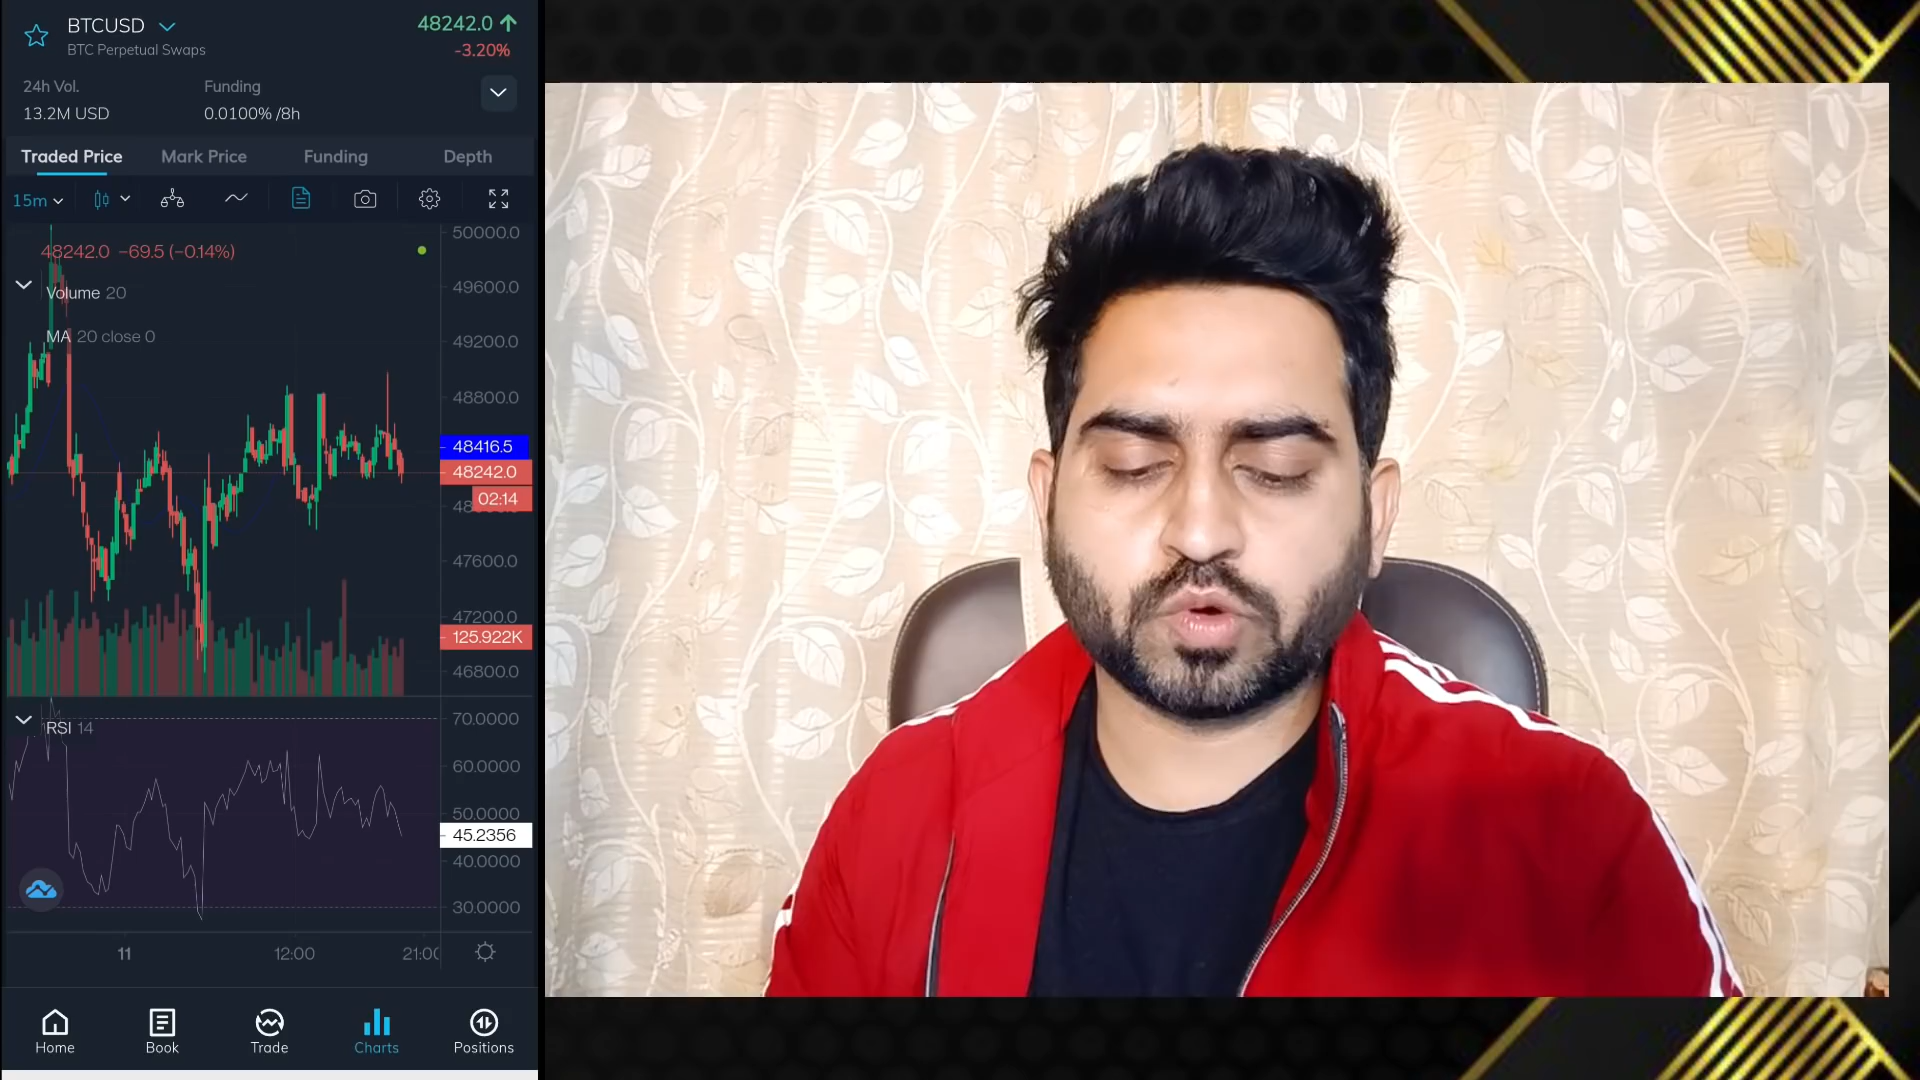 BTCUSD
48242.0
BTC Perpetual Swaps
-3.20%
24h Vol.
Funding
13.2M USD
0.0100% /8h
Traded Price
Mark Price
Funding
Depth
15m
50000.0
48242.0 −69.5 (−0.14%)
Volume 20
49600.0
MA 20 close 0
49200.0
48800.0
48416.5
48242.0
02:14
47600.0
47200.0
125.922K
46800.0
RSI 14
70.0000
60.0000
50.0000
45.2356
40.0000
30.0000
11
12:00
21:00
Home
Book
Trade
Charts
Positions